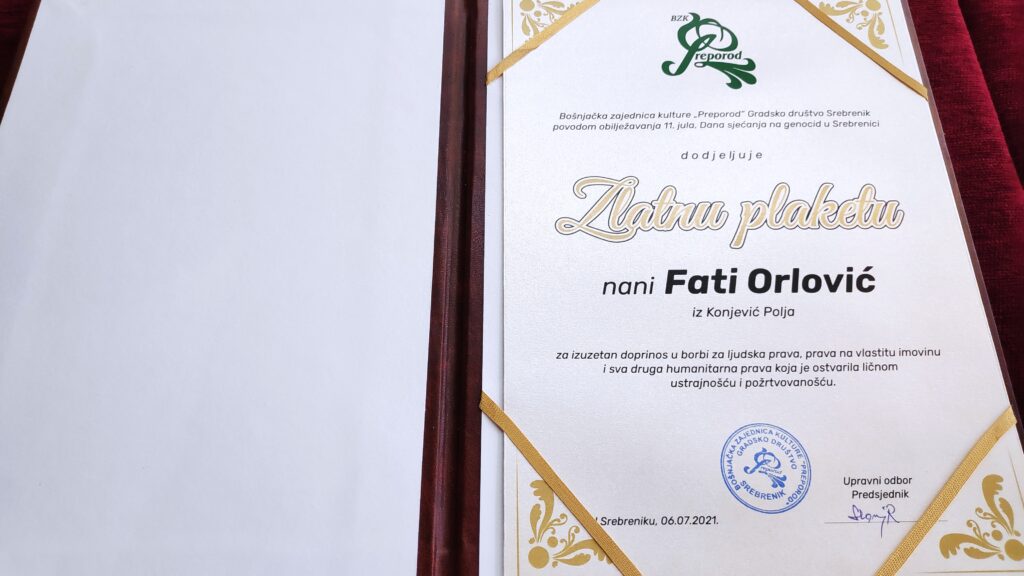 BZK
Preporod
Bošnjačka zajednica kulture „Preporod" Gradsko društvo Srebrenik
povodom obilježavanja 11. jula, Dana sjećanja na genocid u Srebrenici
dodjeljuje
Zlatnu plaketu
nani Fati Orlović
iz Konjević Polja
za izuzetan doprinos u borbi za ljudska prava, prava na vlastitu imovinu
i sva druga humanitarna prava koja je ostvarila ličnom
ustrajnošću i požrtvovanošću.
BOŠNJAČKA ZAJEDNICA KULTURE "PREPOROD"
GRADSKO DRUŠTVO
Preporod
SREBRENIK
Upravni odbor
Predsjednik
Srebreniku, 06.07.2021.